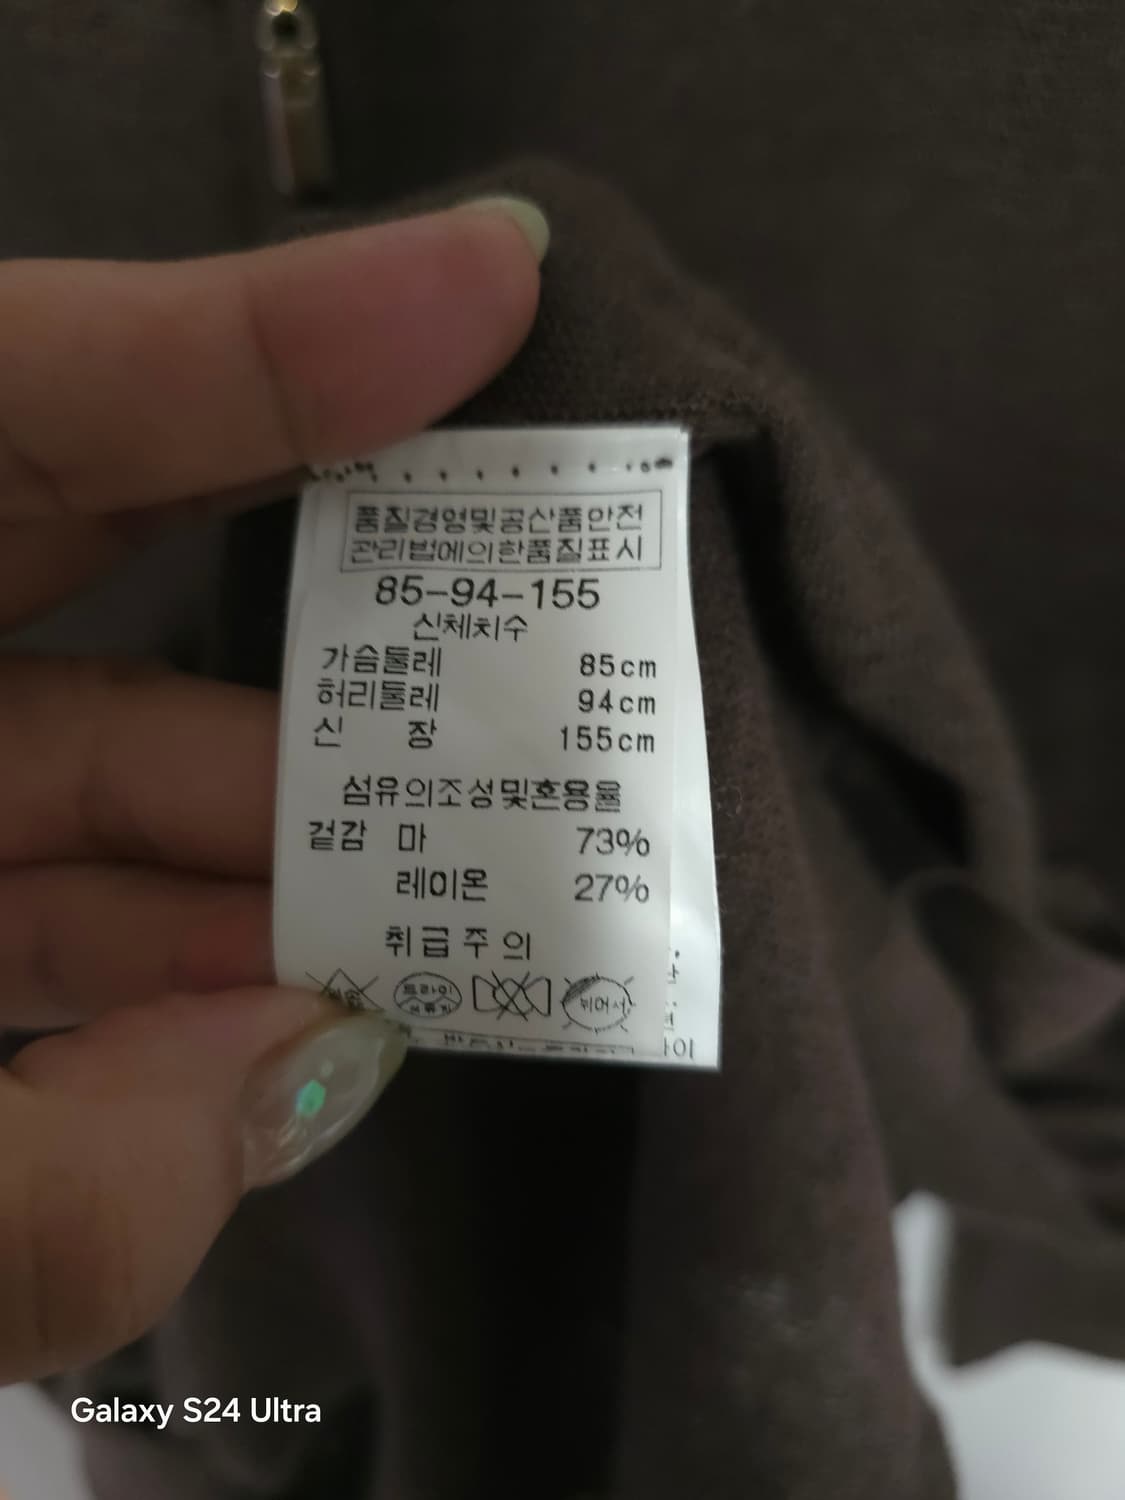 품질경영및공산품안전
관리법에의한품질표시
85-94-155
신체치수
가슴둘레 85cm
허리둘레 94cm
신 장 155cm
섬유의조성및혼용율
겉감 마 73%
레이온 27%
취급주의
드라이
뉘어서
Galaxy S24 Ultra